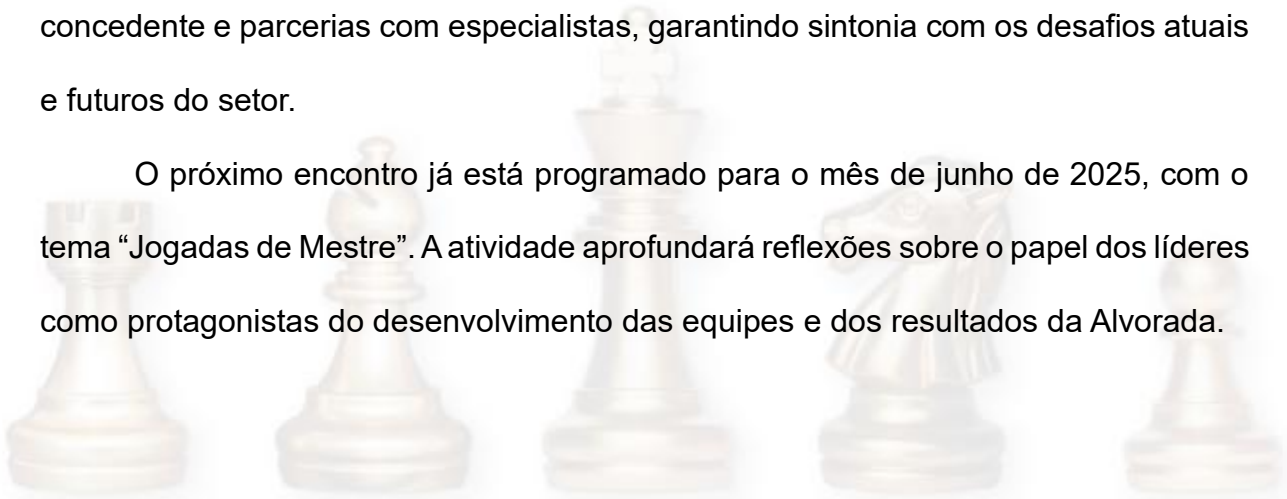 concedente e parcerias com especialistas, garantindo sintonia com os desafios atuais
e futuros do setor.
O próximo encontro já está programado para o mês de junho de 2025, com o
tema “Jogadas de Mestre”. A atividade aprofundará reflexões sobre o papel dos líderes
como protagonistas do desenvolvimento das equipes e dos resultados da Alvorada.